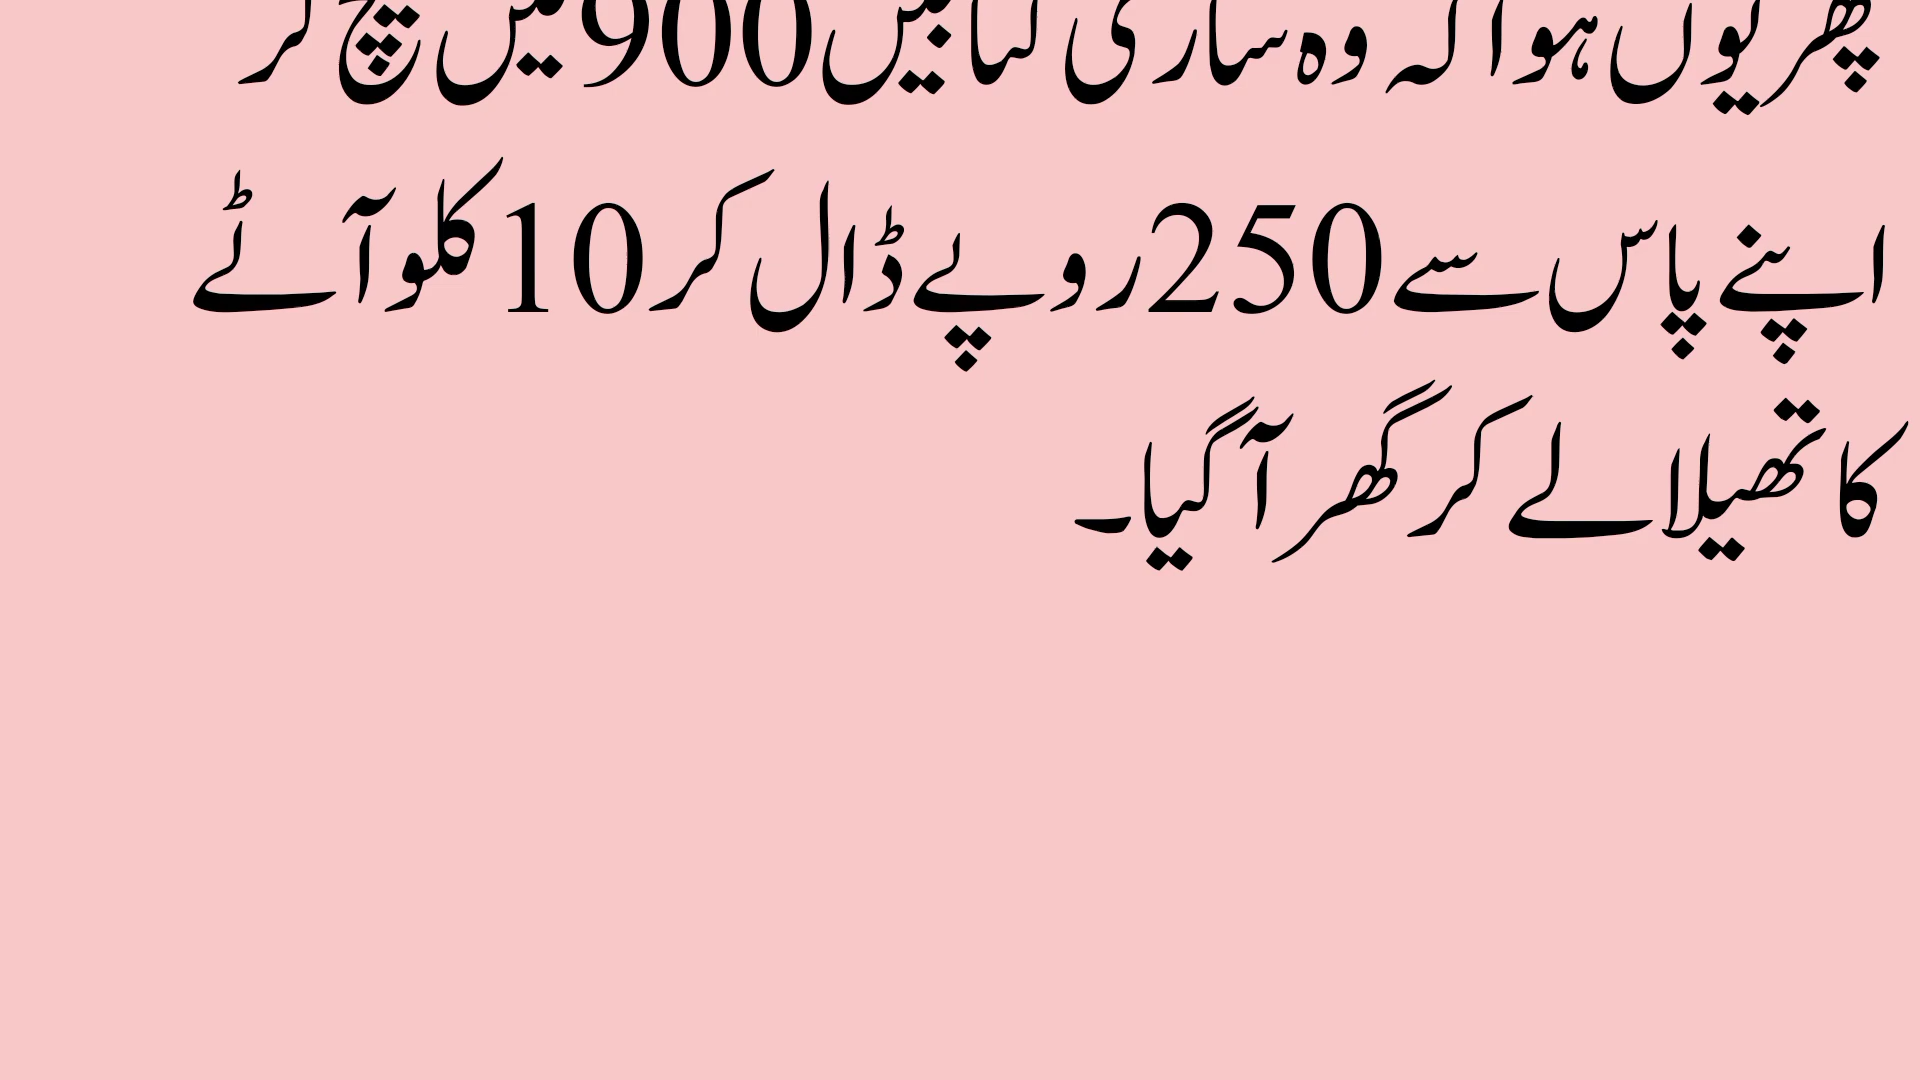 پھر یوں ہوا کہ وہ ساری کتابیں 900 میں بیچ کر
اپنے پاس سے 250 روپے ڈال کر 10 کلو آٹے
کا تھیلا لے کر گھر آ گیا۔